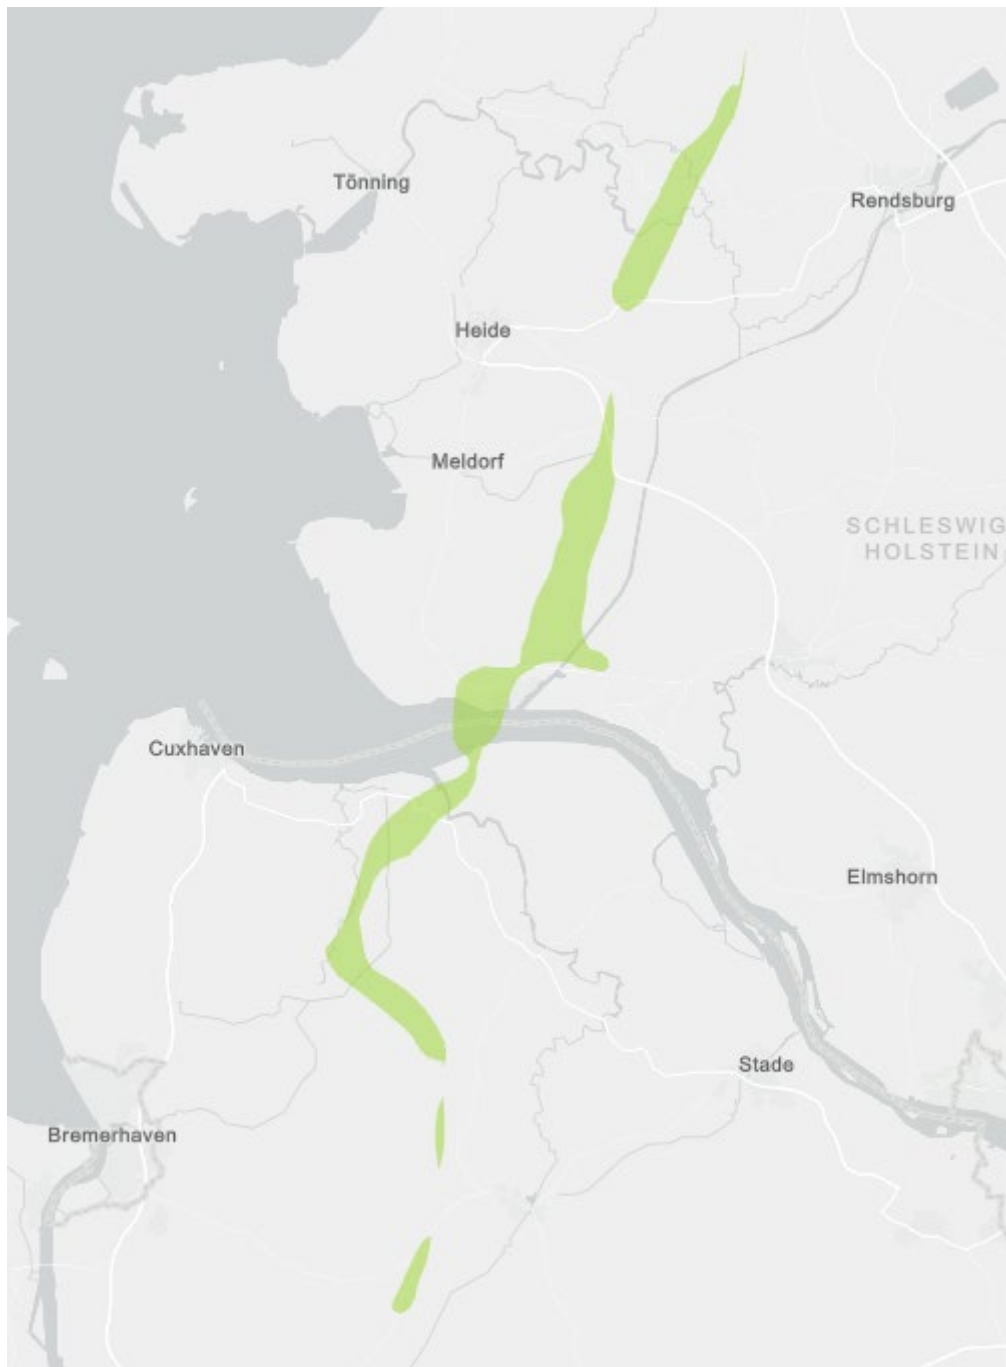 Tönning
Rendsburg
Heide
Meldorf
SCHLESWIG
HOLSTEIN
Cuxhaven
Elmshorn
Stade
Bremerhaven